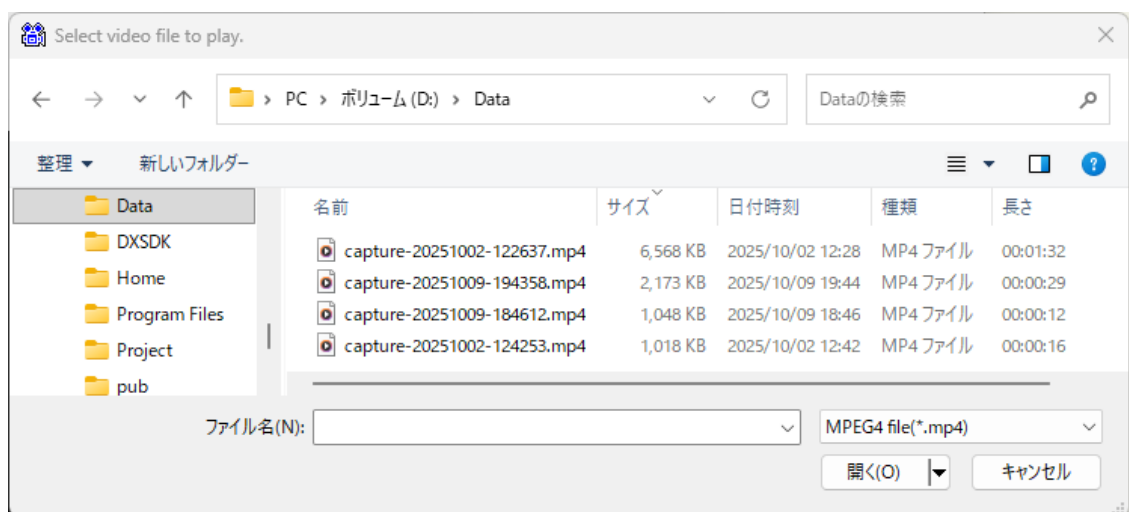 Select video file to play.
PC > ボリューム (D:) > Data
Dataの検索
整理 新しいフォルダー
Data
DXSDK
Home
Program Files
Project
pub
名前 サイズ 日付時刻 種類 長さ
capture-20251002-122637.mp4 6,568 KB 2025/10/02 12:28 MP4 ファイル 00:01:32
capture-20251009-194358.mp4 2,173 KB 2025/10/09 19:44 MP4 ファイル 00:00:29
capture-20251009-184612.mp4 1,048 KB 2025/10/09 18:46 MP4 ファイル 00:00:12
capture-20251002-124253.mp4 1,018 KB 2025/10/02 12:42 MP4 ファイル 00:00:16
ファイル名(N):
MPEG4 file(*.mp4)
開く(O) キャンセル